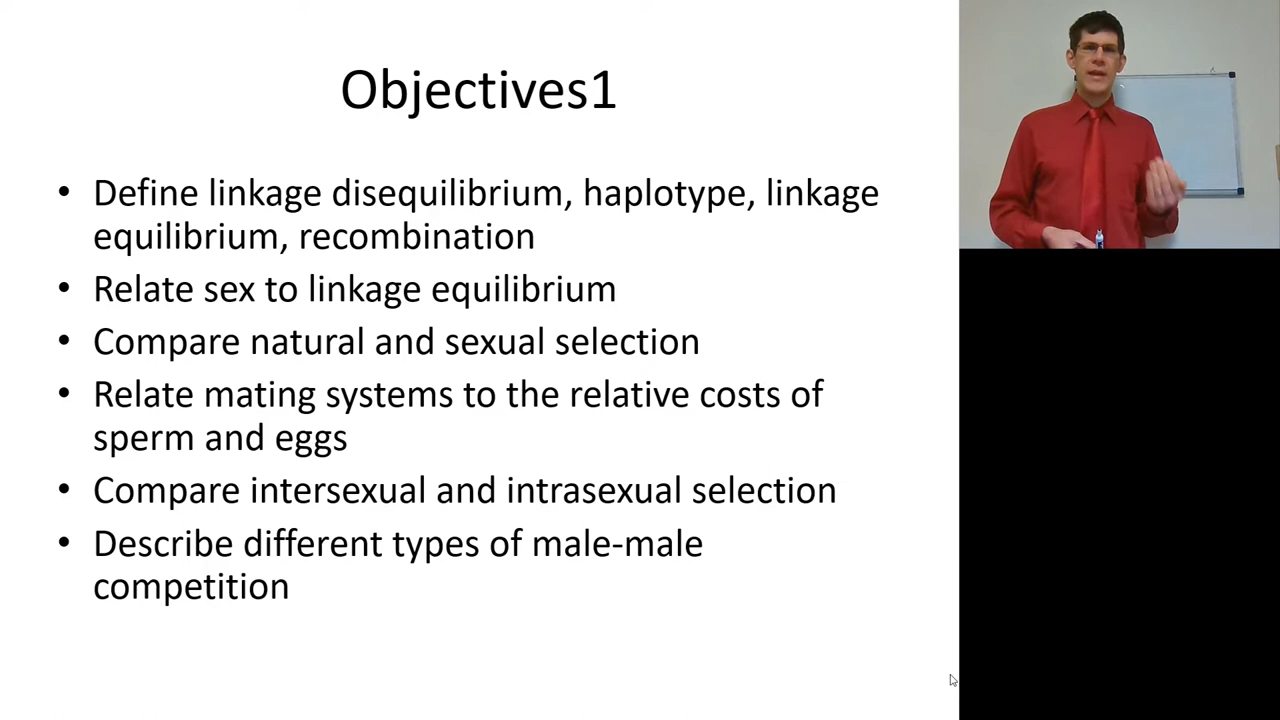 Objectives1
• Define linkage disequilibrium, haplotype, linkage
equilibrium, recombination
• Relate sex to linkage equilibrium
• Compare natural and sexual selection
• Relate mating systems to the relative costs of
sperm and eggs
• Compare intersexual and intrasexual selection
• Describe different types of male-male
competition